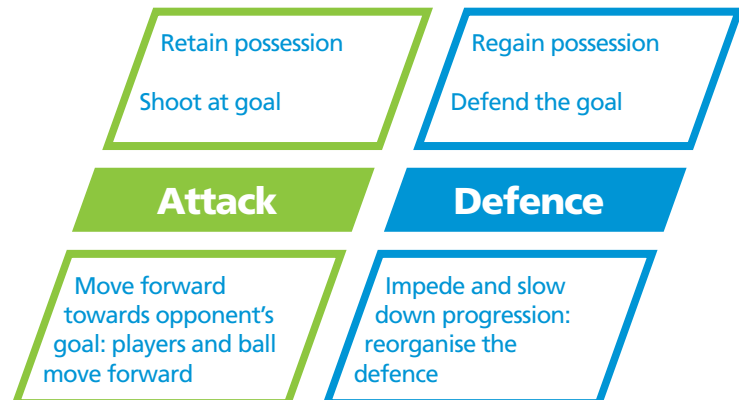 Retain possession
Shoot at goal
Regain possession
Defend the goal
Attack
Defence
Move forward
towards opponent's
goal: players and ball
move forward
Impede and slow
down progression:
reorganise the
defence